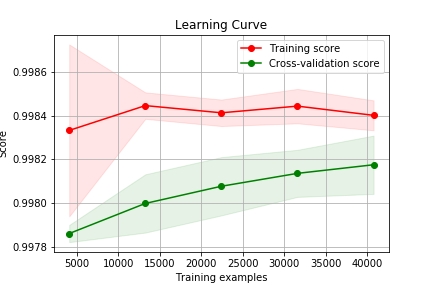 Learning Curve
Training score
Cross-validation score
0.9986
0.9984
0.9982
0.9980
0.9978
Score
5000 10000 15000 20000 25000 30000 35000 40000
Training examples